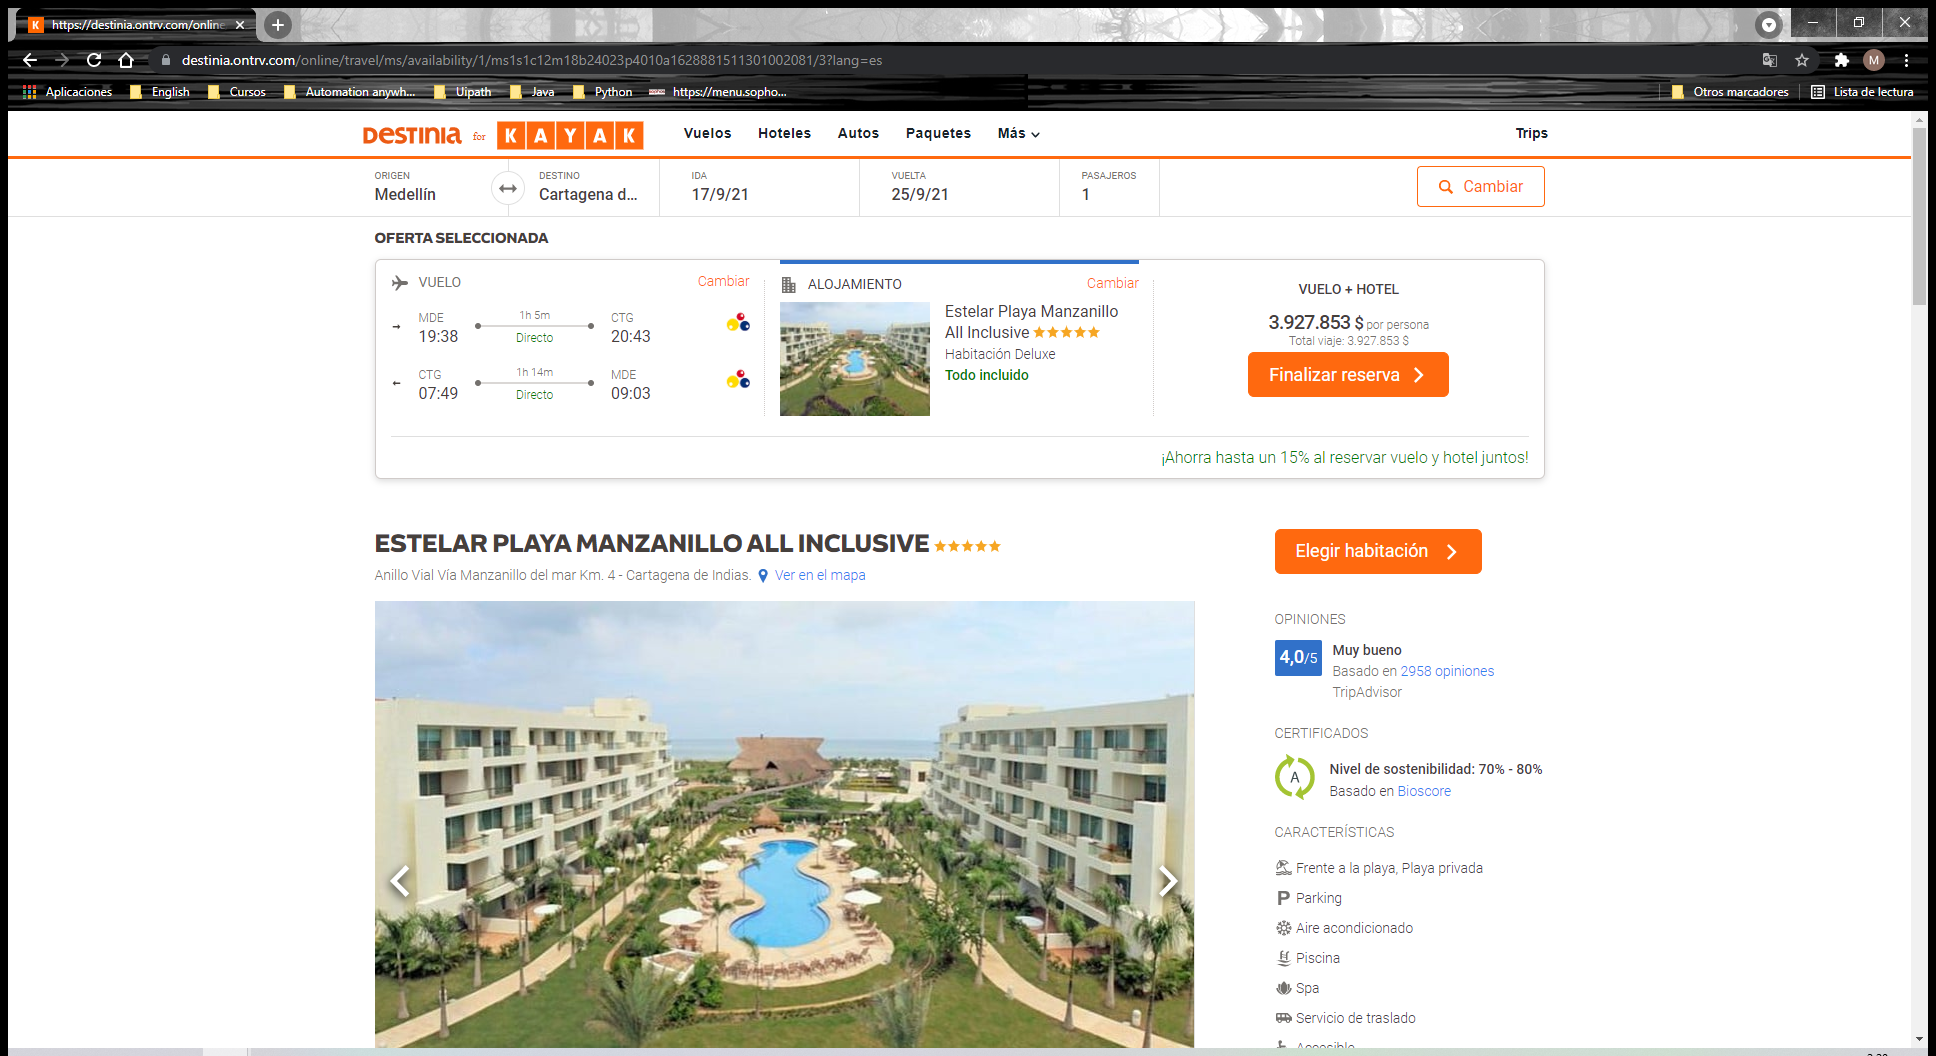 https://destinia.ontrv.com/online
destinia.ontrv.com/online/travel/ms/availability/1/ms1s1c12m18b24023p4010a1628881511301002081/3?lang=es
M
Aplicaciones English Cursos Automation anywh... Uipath Java Python https://menu.sopho... Otros marcadores Lista de lectura
DESTINIA for KAYAK Vuelos Hoteles Autos Paquetes Más Trips
ORIGEN DESTINO IDA VUELTA PASAJEROS
Medellín Cartagena d... 17/9/21 25/9/21 1 Cambiar
OFERTA SELECCIONADA
VUELO Cambiar
MDE 1h 5m CTG
19:38 Directo 20:43
CTG 1h 14m MDE
07:49 Directo 09:03
ALOJAMIENTO Cambiar
Estelar Playa Manzanillo
All Inclusive
Habitación Deluxe
Todo incluido
VUELO + HOTEL
3.927.853 $ por persona
Total viaje: 3.927.853 $
Finalizar reserva
¡Ahorra hasta un 15% al reservar vuelo y hotel juntos!
ESTELAR PLAYA MANZANILLO ALL INCLUSIVE
Anillo Vial Vía Manzanillo del mar Km. 4 - Cartagena de Indias. Ver en el mapa
Elegir habitación
OPINIONES
4,0/5 Muy bueno
Basado en 2958 opiniones
TripAdvisor
CERTIFICADOS
A Nivel de sostenibilidad: 70% - 80%
Basado en Bioscore
CARACTERÍSTICAS
Frente a la playa, Playa privada
P Parking
Aire acondicionado
Piscina
Spa
Servicio de traslado
Accesible